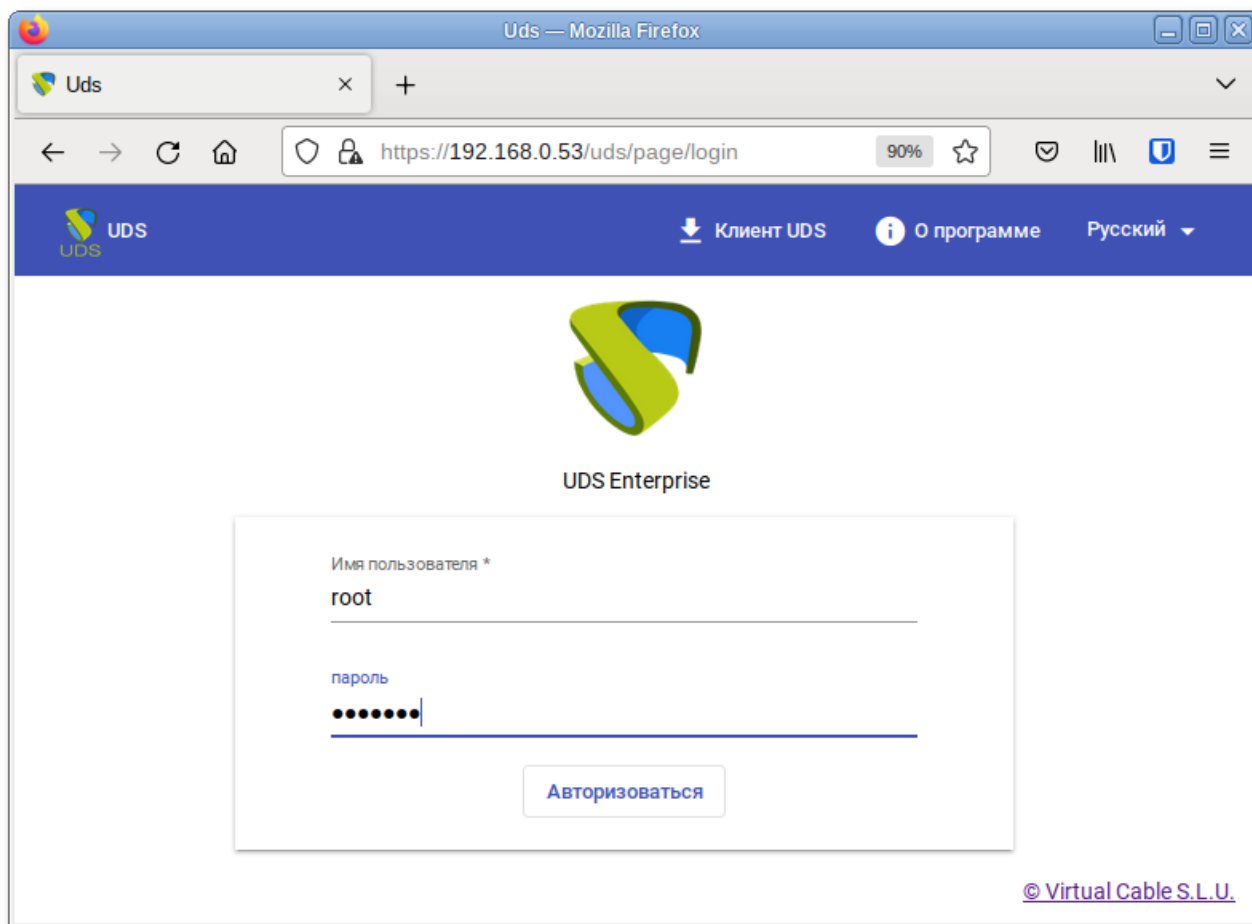 Uds — Mozilla Firefox
Uds
https://192.168.0.53/uds/page/login 90%
UDS UDS Клиент UDS О программе Русский
UDS Enterprise
Имя пользователя *
root
пароль
•••••••
Авторизоваться
© Virtual Cable S.L.U.